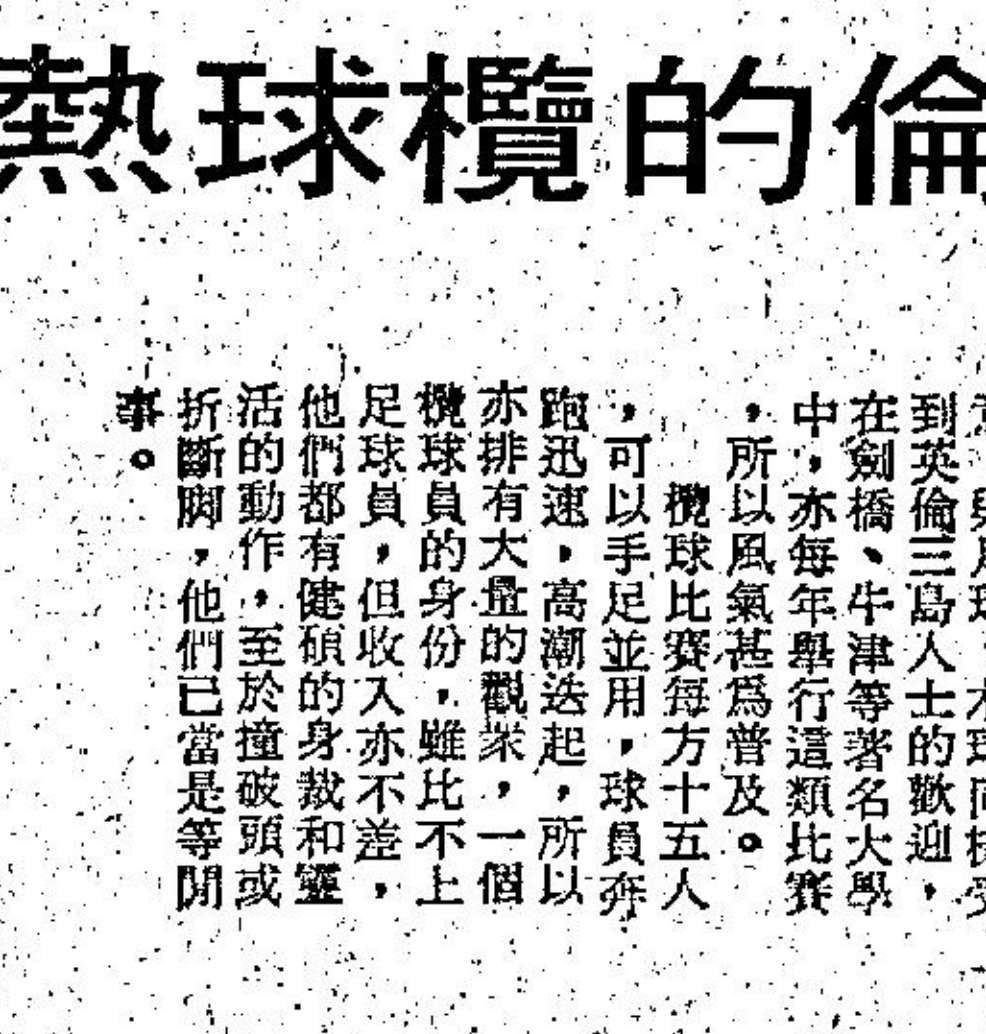 倫的欖球熱
到英倫三島人士的歡迎，
在劍橋、牛津等著名大學
中，亦每年舉行這類比賽
，所以風氣甚爲普及。
欖球比賽每方十五人
，可以手足並用，球員奔
跑迅速，高潮迭起，所以
亦排有大量的觀衆，一個
欖球員的身份，雖比不上
足球員，但收入亦不差，
他們都有健碩的身裁和靈
活的動作，至於撞破頭或
折斷脚，他們已當是等閒
事。